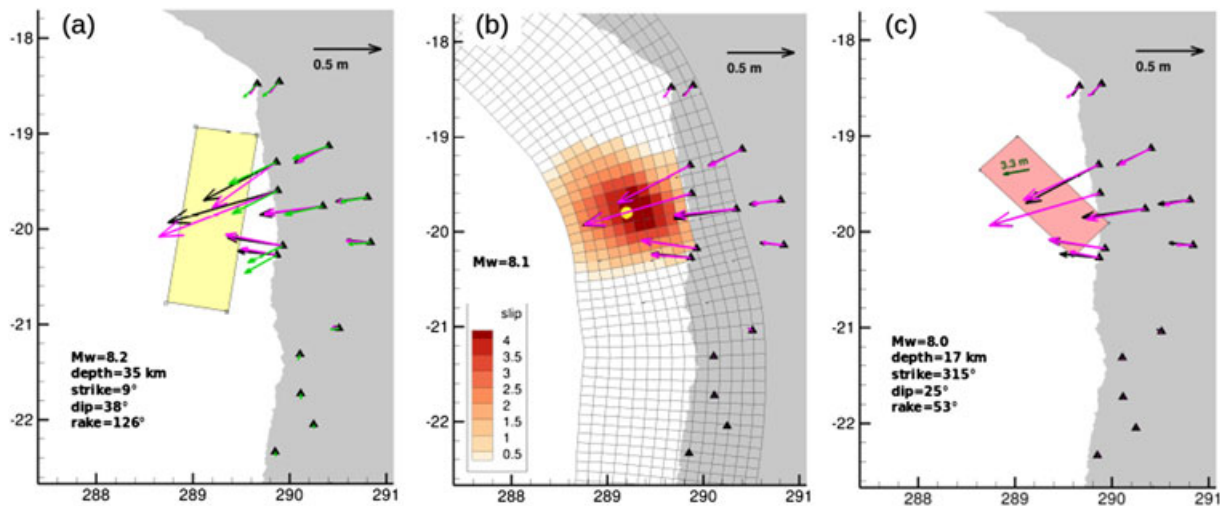 (a)
0.5 m
-18
-19
-20
-21
-22
Mw=8.2
depth=35 km
strike=9°
dip=38°
rake=126°
288
289
290
291
(b)
0.5 m
-18
-19
-20
-21
-22
Mw=8.1
slip
4
3.5
3
2.5
2
1.5
1
0.5
288
289
290
291
(c)
0.5 m
-18
-19
-20
-21
-22
3.3 m
Mw=8.0
depth=17 km
strike=315°
dip=25°
rake=53°
288
289
290
291